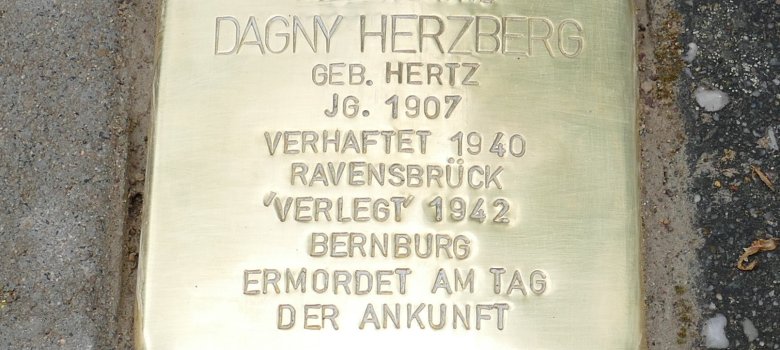 DAGNY HERZBERG
GEB. HERTZ
JG. 1907
VERHAFTET 1940
RAVENSBRÜCK
'VERLEGT' 1942
BERNBURG
ERMORDET AM TAG
DER ANKUNFT